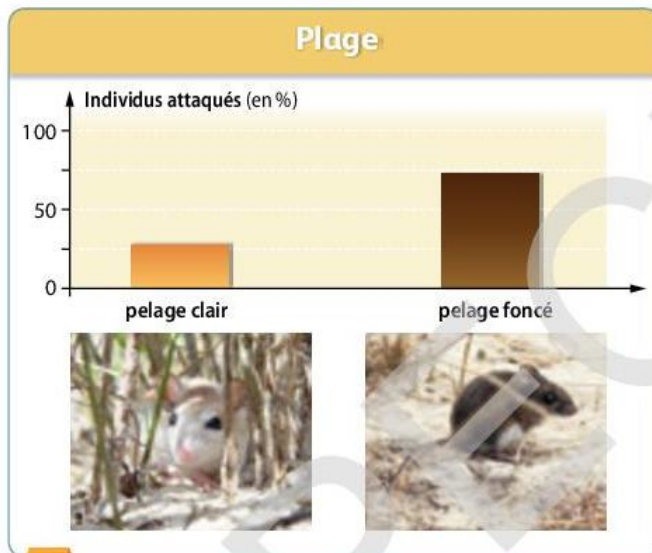 Plage
Individus attaqués (en %)
100
50
0
pelage clair
pelage foncé